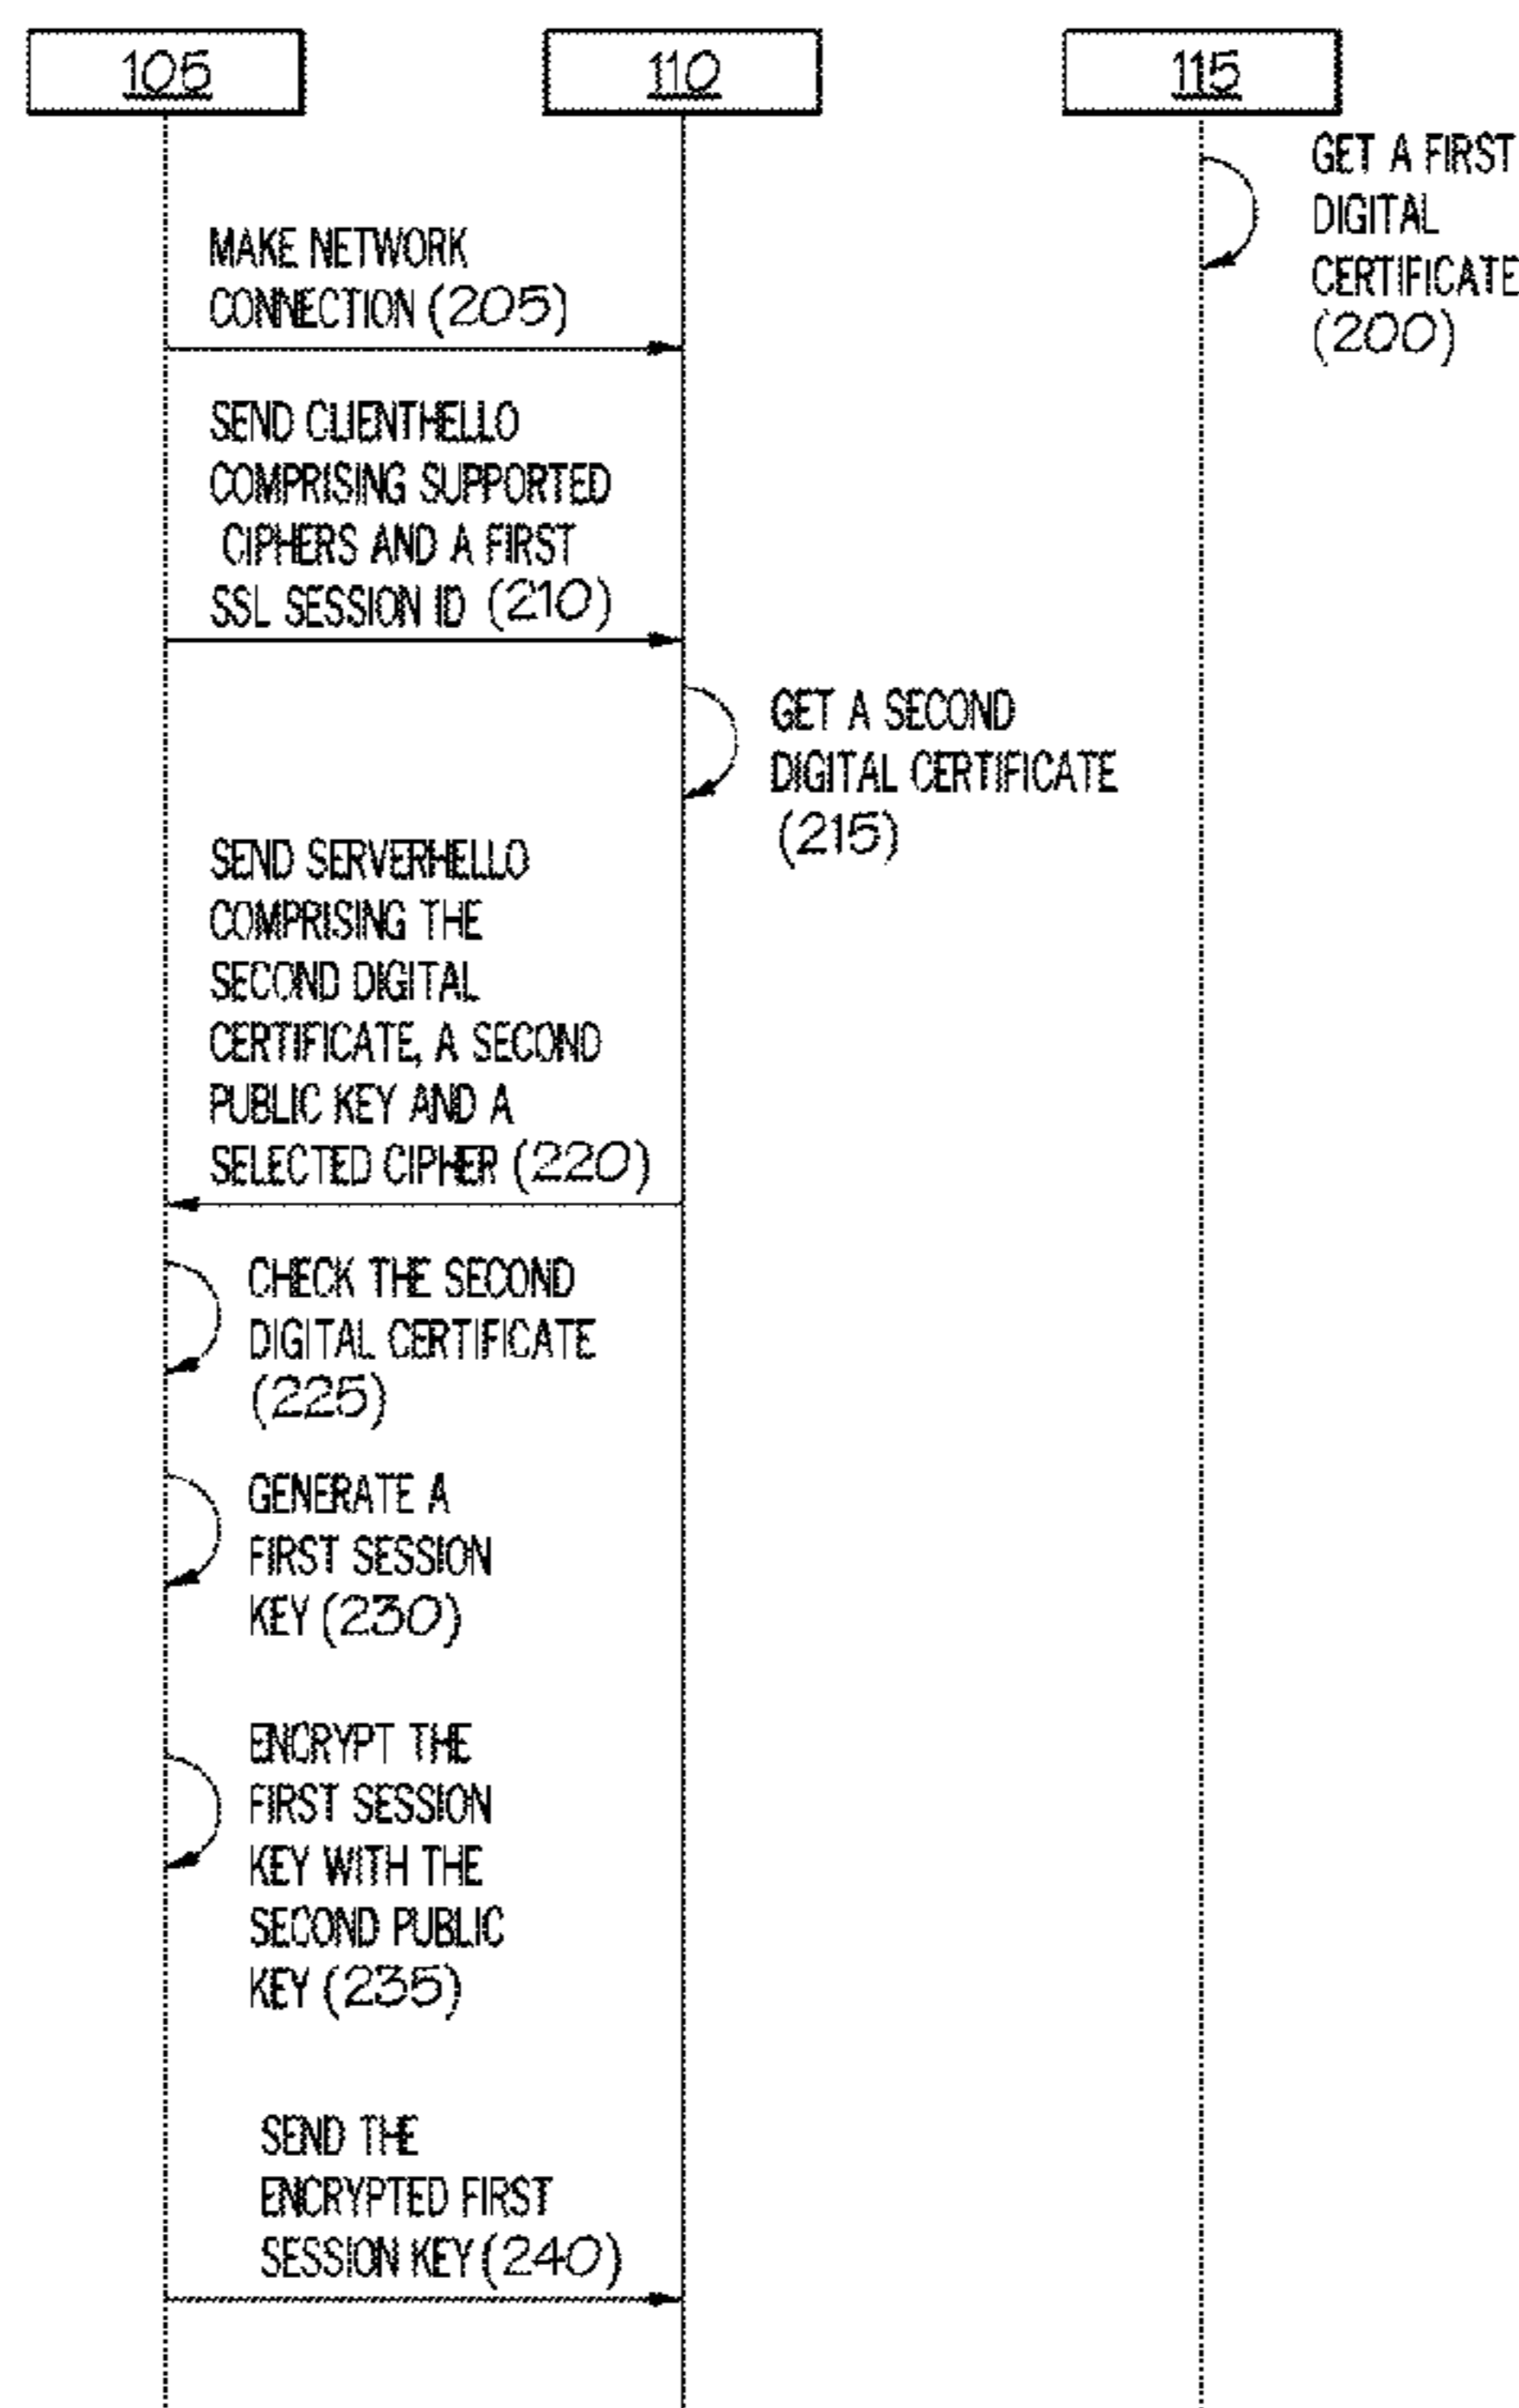 105
110
115
GET A FIRST
DIGITAL
CERTIFICATE
(200)
MAKE NETWORK
CONNECTION (205)
SEND CLIENTHELLO
COMPRISING SUPPORTED
CIPHERS AND A FIRST
SSL SESSION ID (210)
GET A SECOND
DIGITAL CERTIFICATE
(215)
SEND SERVERHELLO
COMPRISING THE
SECOND DIGITAL
CERTIFICATE, A SECOND
PUBLIC KEY AND A
SELECTED CIPHER (220)
CHECK THE SECOND
DIGITAL CERTIFICATE
(225)
GENERATE A
FIRST SESSION
KEY (230)
ENCRYPT THE
FIRST SESSION
KEY WITH THE
SECOND PUBLIC
KEY (235)
SEND THE
ENCRYPTED FIRST
SESSION KEY (240)